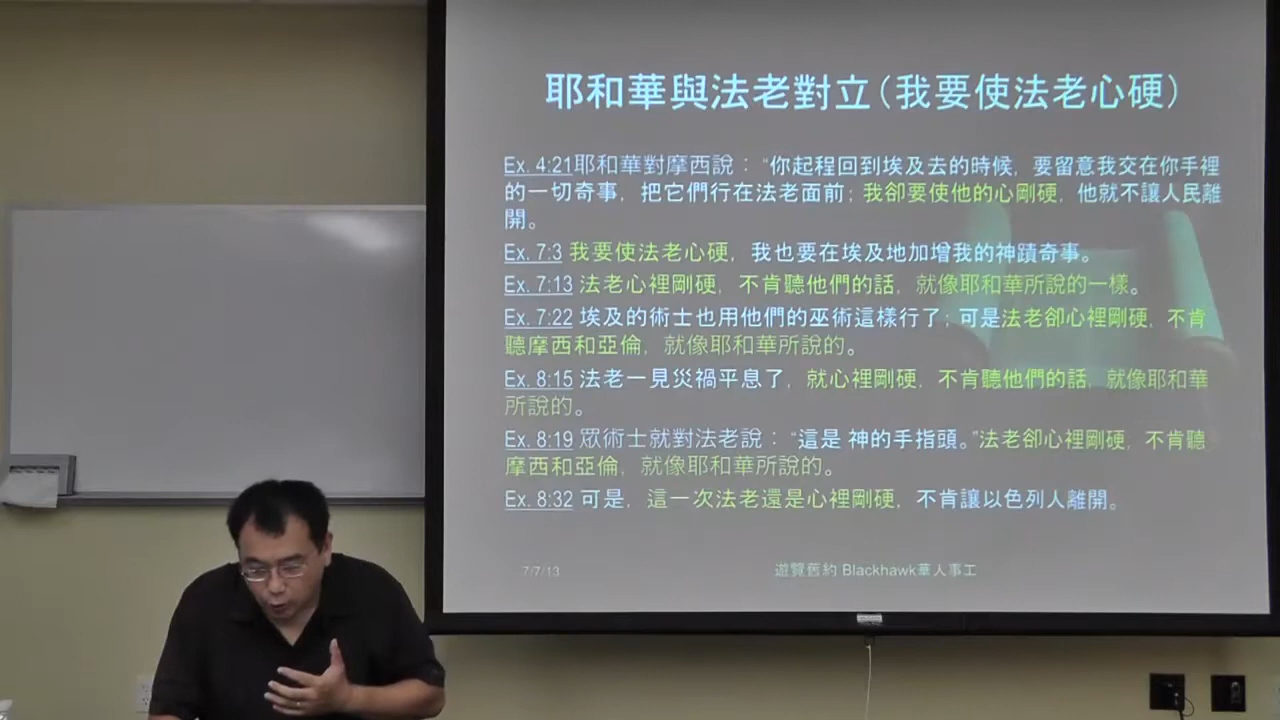 耶和華與法老對立(我要使法老心硬)
Ex. 4:21耶和華對摩西說：“你起程回到埃及去的時候，要留意我交在你手裡
的一切奇事，把它們行在法老面前；我卻要使他的心剛硬，他就不讓人民離
開。
Ex. 7:3 我要使法老心硬，我也要在埃及地加增我的神蹟奇事。
Ex. 7:13 法老心裡剛硬，不肯聽他們的話，就像耶和華所說的一樣。
Ex. 7:22 埃及的術士也用他們的巫術這樣行了；可是法老卻心裡剛硬，不肯
聽摩西和亞倫，就像耶和華所說的。
Ex. 8:15 法老一見災禍平息了，就心裡剛硬，不肯聽他們的話，就像耶和華
所說的。
Ex. 8:19 眾術士就對法老說：“這是 神的手指頭。”法老卻心裡剛硬，不肯聽
摩西和亞倫，就像耶和華所說的。
Ex. 8:32 可是，這一次法老還是心裡剛硬，不肯讓以色列人離開。
7/7/13 遊覽舊約 Blackhawk華人事工